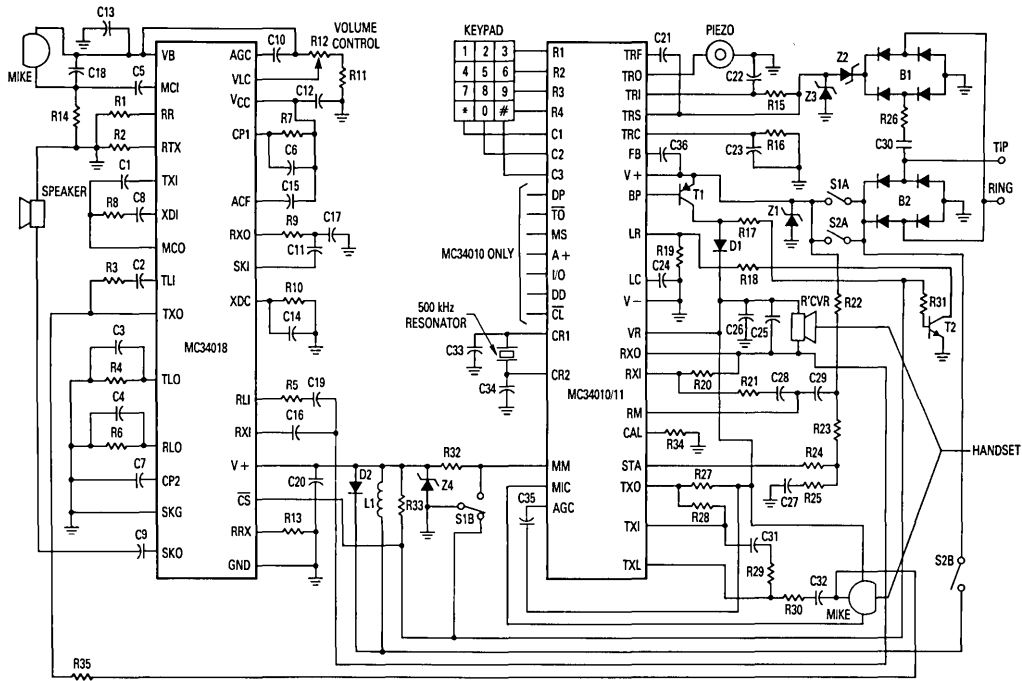 C13
MIKE
C18
C5
R14
R1
R2
SPEAKER
C1
R8
C8
R3
C2
C3
R4
C4
R6
C7
C9
R35
VB
MCI
RR
RTX
TXI
XDI
MCO
TLI
TXO
MC34018
TLO
RLO
CP2
SKG
SKO
AGC
VLC
VCC
CP1
ACF
RXO
SKI
XDC
RLI
RXI
V+
CS
RRX
GND
C10
R12
VOLUME
CONTROL
R11
C12
R7
C6
C15
R9
C17
C11
R10
C14
R5
C19
C16
C20
R13
D2
L1
R33
Z4
R32
S1B
KEYPAD
1 2 3
4 5 6
7 8 9
* 0 #
MC34010 ONLY
500 kHz
RESONATOR
C33
C34
C35
R1
R2
R3
R4
C1
C2
C3
DP
TO
MS
A+
I/O
DD
CL
CR1
CR2
MC34010/11
MM
MIC
AGC
TRF
TRO
TRI
TRS
TRC
FB
V+
BP
LR
LC
V−
VR
RXO
RXI
RM
CAL
STA
TXO
TXI
TXL
C21
PIEZO
C22
R15
Z3
Z2
B1
R26
C30
C23
R16
C36
T1
TiP
RING
S1A
S2A
B2
Z1
R17
D1
R19
C24
R18
R'CVR
R22
R31
T2
C26
C25
R20
R21
C28
C29
R23
R34
R24
R25
C27
R27
R28
C31
R29
R30
C32
MIKE
HANDSET
S2B